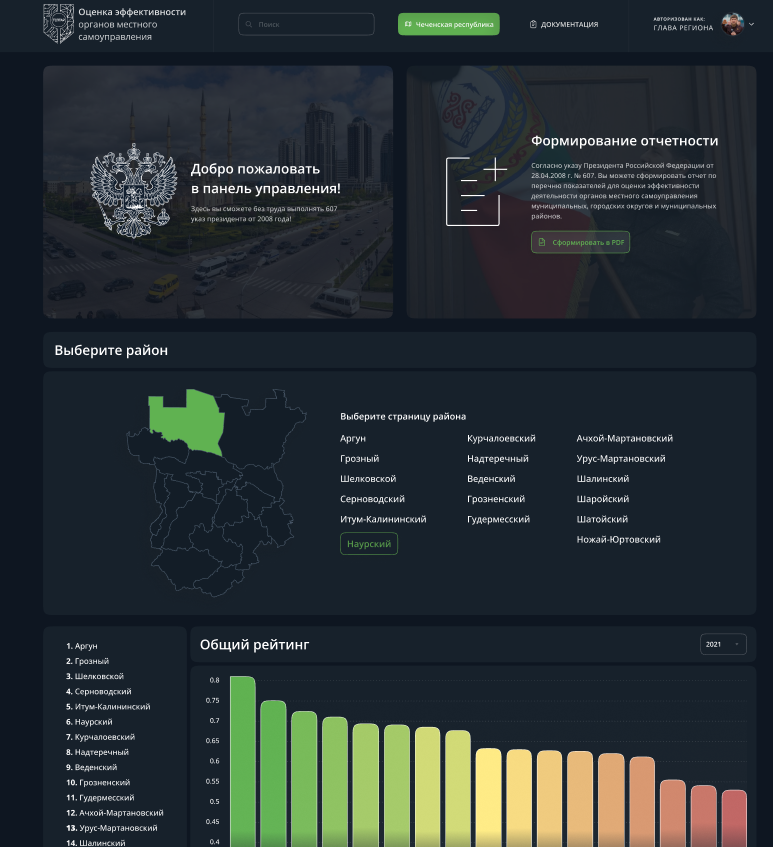 Оценка эффективности
органов местного
самоуправления
Поиск
Чеченская республика
ДОКУМЕНТАЦИЯ
АВТОРИЗОВАН КАК:
ГЛАВА РЕГИОНА
Добро пожаловать
в панель управления!
Здесь вы сможете без труда выполнять 607
указ президента от 2008 года!
Формирование отчетности
Согласно указу Президента Российской Федерации от
28.04.2008 г. № 607. Вы можете сформировать отчет по
перечню показателей для оценки эффективности
деятельности органов местного самоуправления
муниципальных, городских округов и муниципальных
районов.
Сформировать в PDF
Выберите район
Выберите страницу района
Аргун
Грозный
Шелковской
Серноводский
Итум-Калининский
Наурский
Курчалоевский
Надтеречный
Веденский
Грозненский
Гудермесский
Ачхой-Мартановский
Урус-Мартановский
Шалинский
Шаройский
Шатойский
Ножай-Юртовский
1. Аргун
2. Грозный
3. Шелковской
4. Серноводский
5. Итум-Калининский
6. Наурский
7. Курчалоевский
8. Надтеречный
9. Веденский
10. Грозненский
11. Гудермесский
12. Ачхой-Мартановский
13. Урус-Мартановский
14. Шалинский
Общий рейтинг
2021
0.8
0.75
0.7
0.65
0.6
0.55
0.5
0.45
0.4